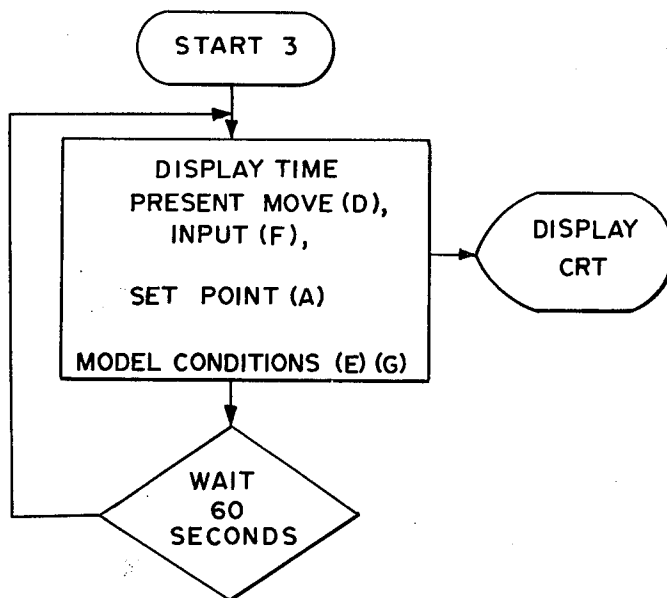 START 3
DISPLAY TIME
PRESENT MOVE (D),
INPUT (F),
SET POINT (A)
MODEL CONDITIONS (E) (G)
DISPLAY
CRT
WAIT
60
SECONDS